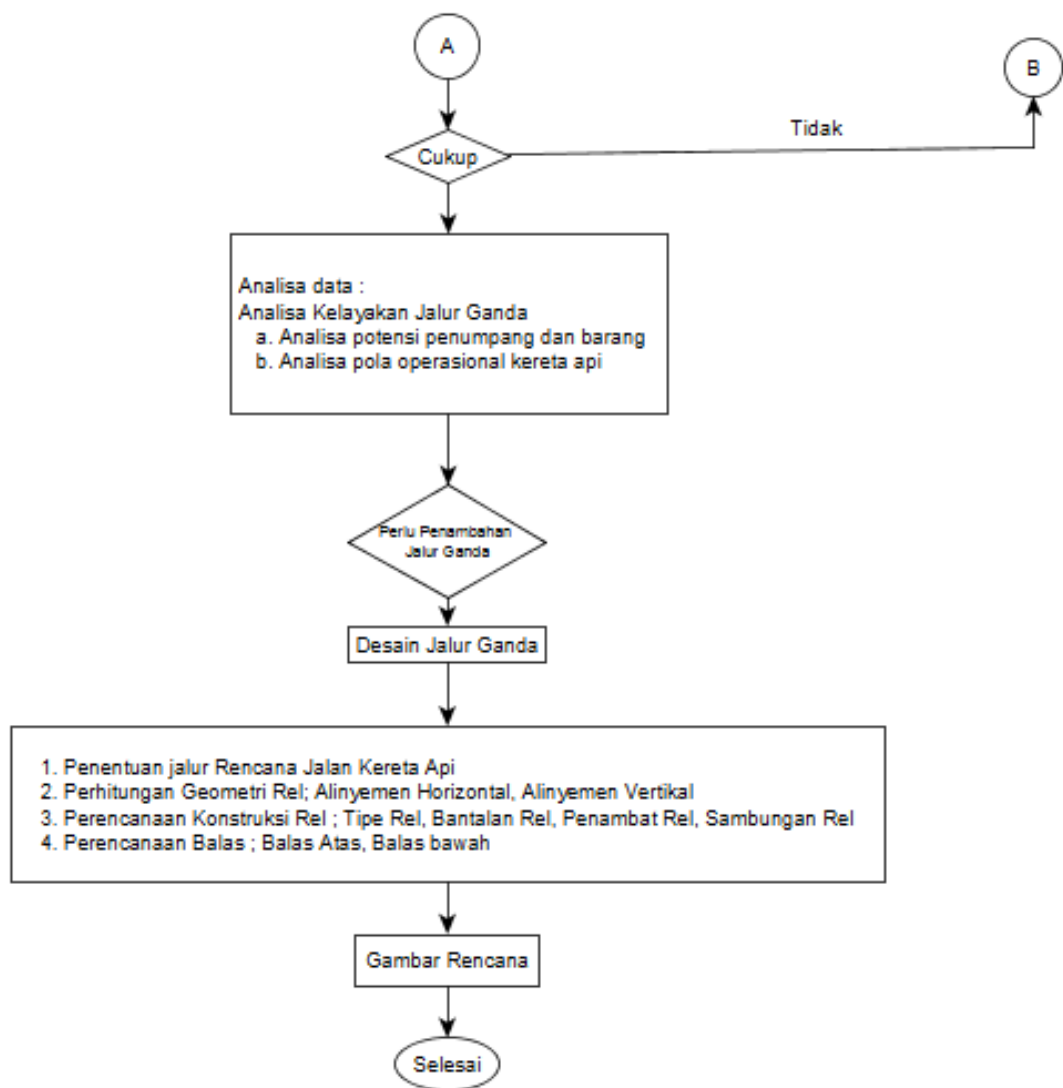 A
B
Tidak
Cukup
Analisa data :
Analisa Kelayakan Jalur Ganda
a. Analisa potensi penumpang dan barang
b. Analisa pola operasional kereta api
Perlu Penambahan
Jalur Ganda
Desain Jalur Ganda
1. Penentuan jalur Rencana Jalan Kereta Api
2. Perhitungan Geometri Rel; Alinyemen Horizontal, Alinyemen Vertikal
3. Perencanaan Konstruksi Rel ; Tipe Rel, Bantalan Rel, Penambat Rel, Sambungan Rel
4. Perencanaan Balas ; Balas Atas, Balas bawah
Gambar Rencana
Selesai